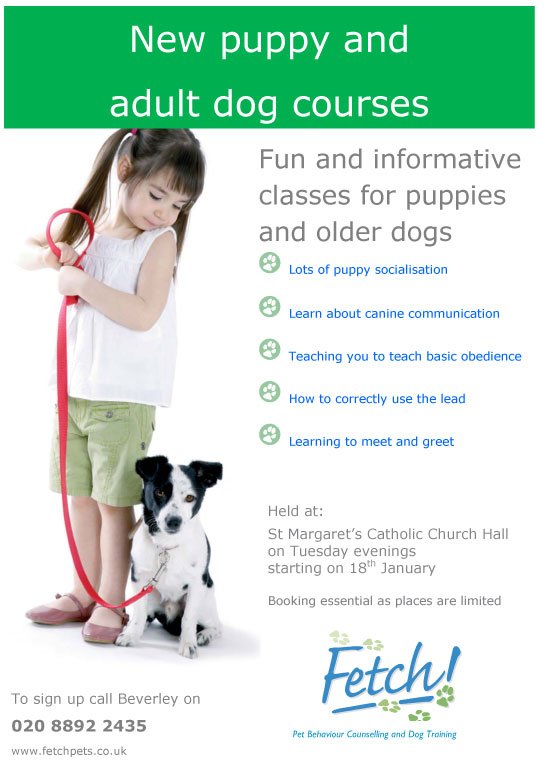 New puppy and
adult dog courses
Fun and informative
classes for puppies
and older dogs
Lots of puppy socialisation
Learn about canine communication
Teaching you to teach basic obedience
How to correctly use the lead
Learning to meet and greet
Held at:
St Margaret's Catholic Church Hall
on Tuesday evenings
starting on 18th January
Booking essential as places are limited
Fetch!
Pet Behaviour Counselling and Dog Training
To sign up call Beverley on
020 8892 2435
www.fetchpets.co.uk